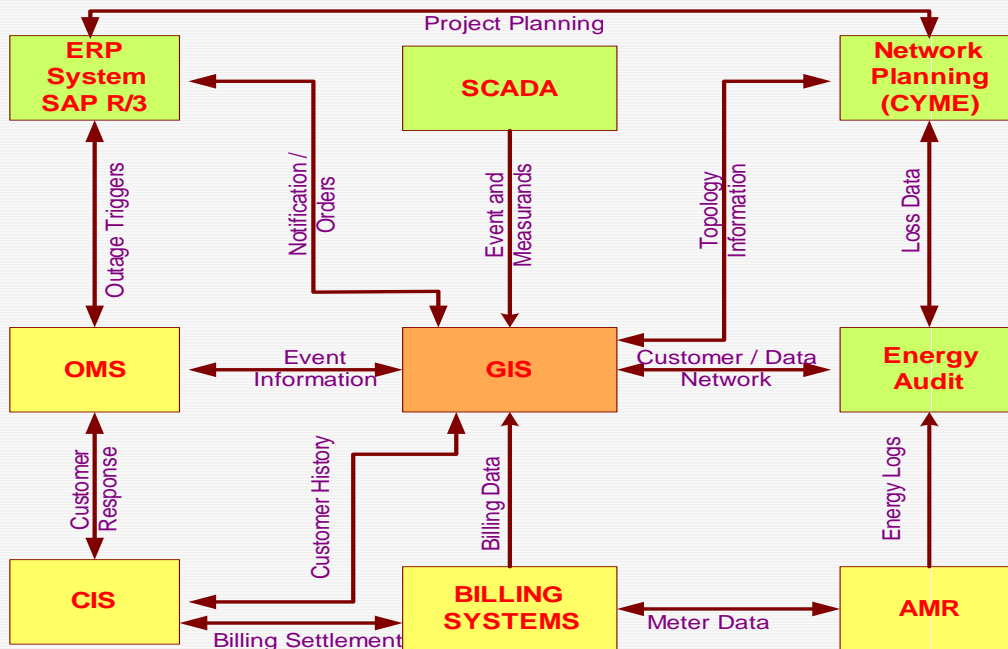 Project Planning
ERP
System
SAP R/3
SCADA
Network
Planning
(CYME)
Outage Triggers
Notification /
Orders
Event and
Measurands
Topology
Information
Loss Data
OMS
Event
Information
GIS
Customer / Data
Network
Energy
Audit
Customer
Response
Customer History
Billing Data
Energy Logs
CIS
Billing Settlement
BILLING
SYSTEMS
Meter Data
AMR